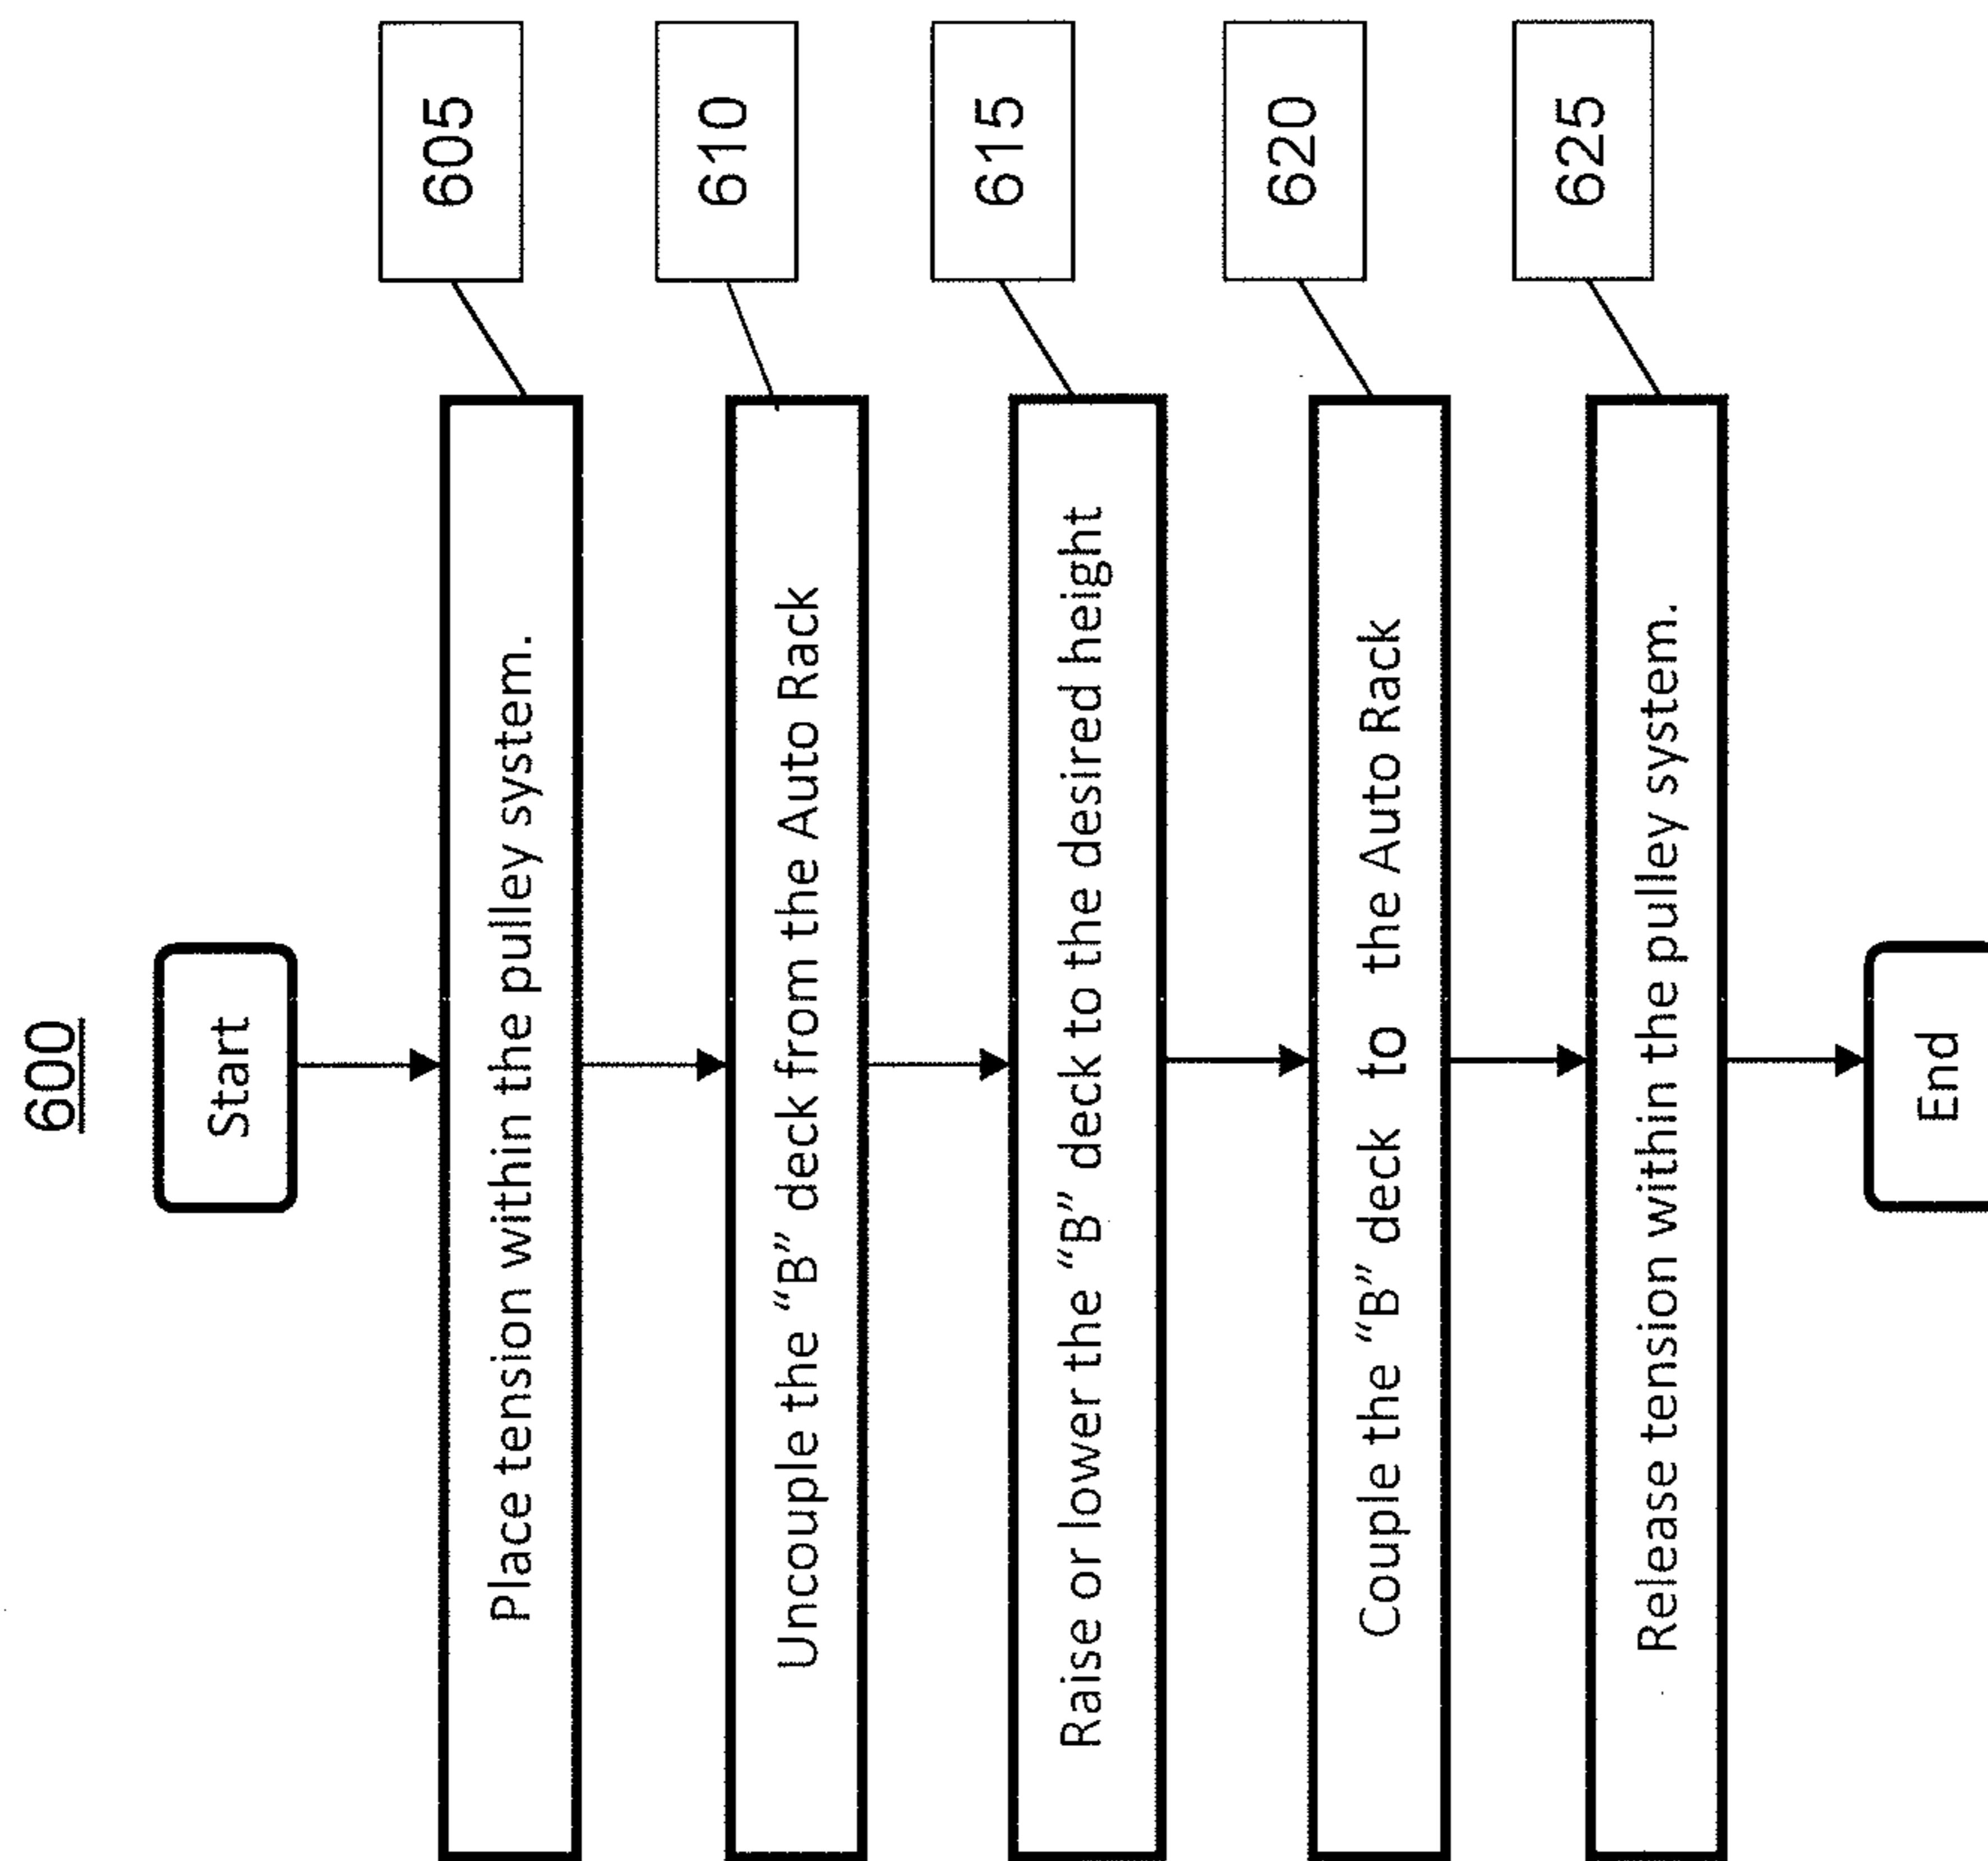 600
Start
Place tension within the pulley system.
605
Uncouple the “B” deck from the Auto Rack
610
Raise or lower the “B” deck to the desired height
615
Couple the “B” deck to the Auto Rack
620
Release tension within the pulley system.
625
End